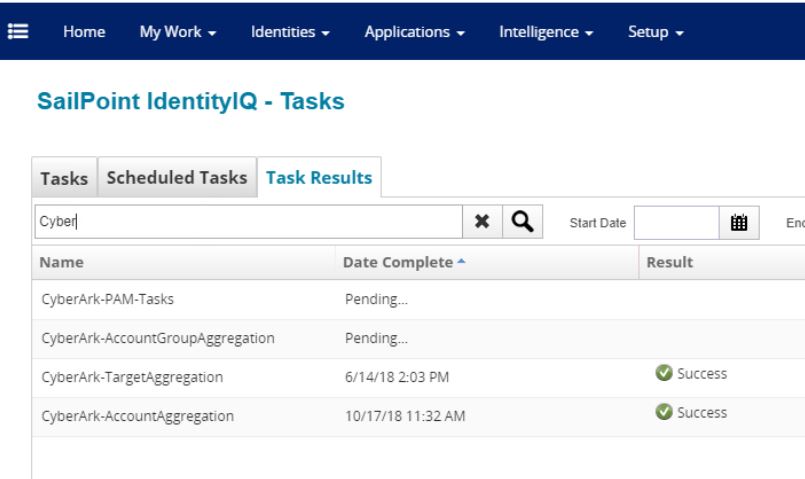 Home My Work Identities Applications Intelligence Setup
SailPoint IdentityIQ - Tasks
Tasks Scheduled Tasks Task Results
Cyber Start Date
Name Date Complete Result
CyberArk-PAM-Tasks Pending...
CyberArk-AccountGroupAggregation Pending...
CyberArk-TargetAggregation 6/14/18 2:03 PM Success
CyberArk-AccountAggregation 10/17/18 11:32 AM Success